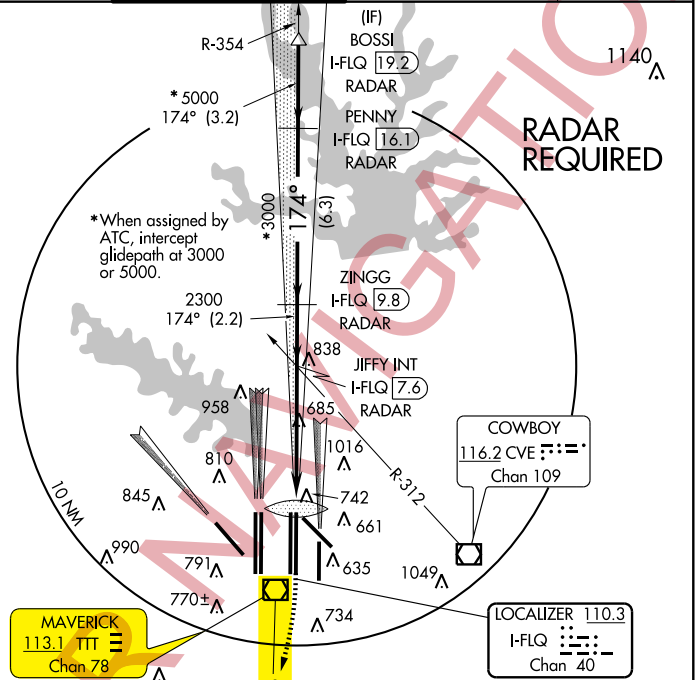 (IF)
BOSSI
I-FLQ 19.2
RADAR
R-354
1140
*5000
174° (3.2)
PENNY
I-FLQ 16.1
RADAR
RADAR
REQUIRED
*3000
174°
(6.3)
*When assigned by
ATC, intercept
glidepath at 3000
or 5000.
ZINGG
I-FLQ 9.8
RADAR
2300
174° (2.2)
838
JIFFY INT
I-FLQ 7.6
RADAR
958
685
COWBOY
116.2 CVE
Chan 109
810
1016
R-312
845
742
10 NM
661
990
791
635
1049
770±
734
MAVERICK
113.1 TTT
Chan 78
LOCALIZER 110.3
I-FLQ
Chan 40
R NAVIGATIO